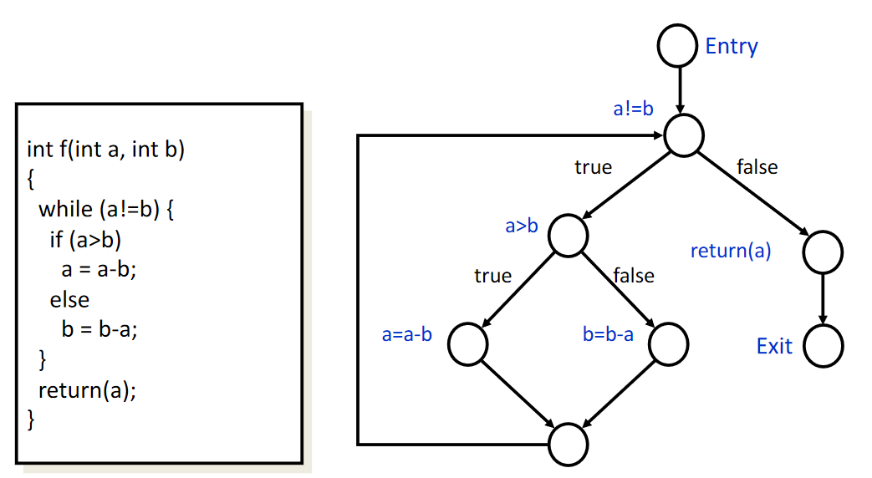 int f(int a, int b)
{
while (a!=b) {
if (a>b)
a = a-b;
else
b = b-a;
}
return(a);
}
Entry
a!=b
true
false
a>b
return(a)
true
false
a=a-b
b=b-a
Exit